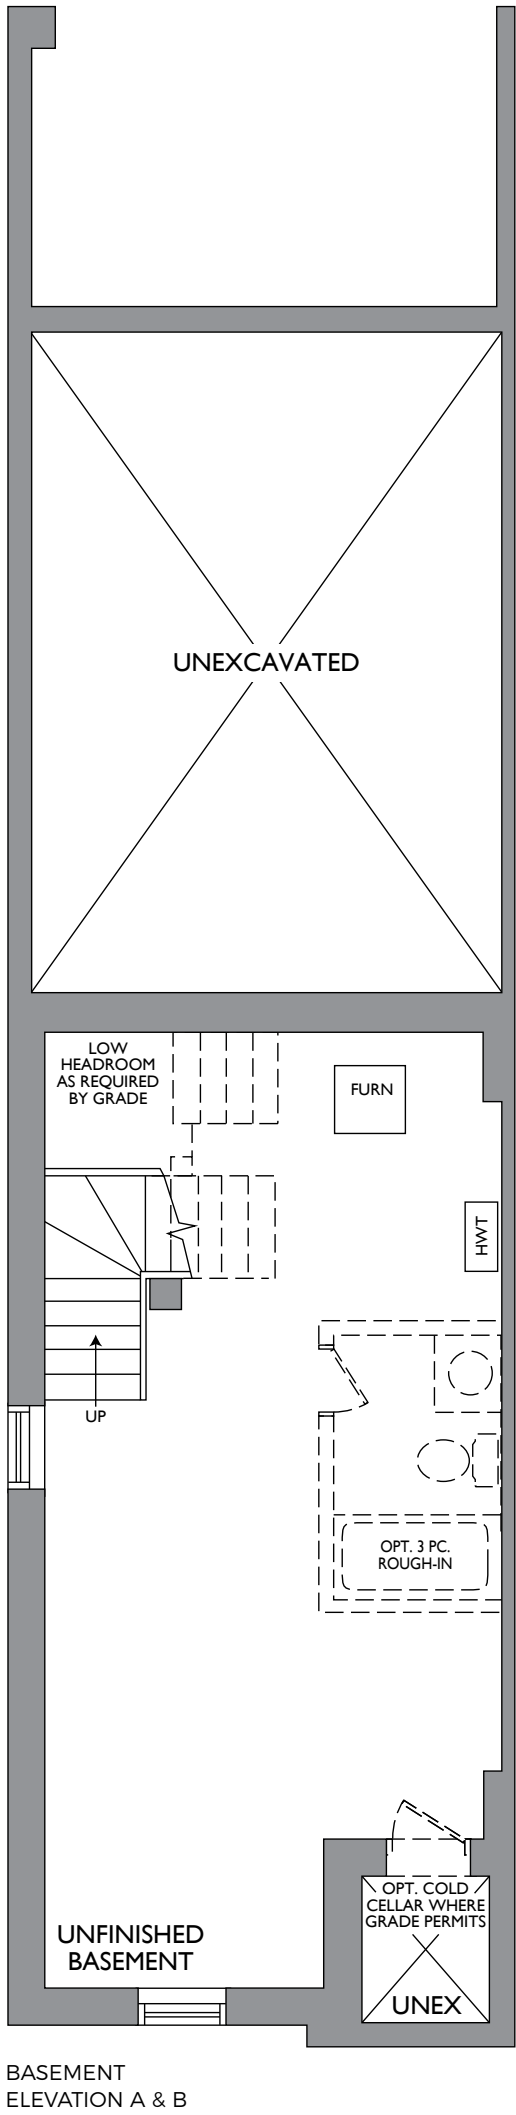 UNEXCAVATED
LOW
HEADROOM
AS REQUIRED
BY GRADE
FURN
HWT
UP
OPT. 3 PC.
ROUGH-IN
OPT. COLD
CELLAR WHERE
GRADE PERMITS
UNFINISHED
BASEMENT
UNEX
BASEMENT
ELEVATION A & B